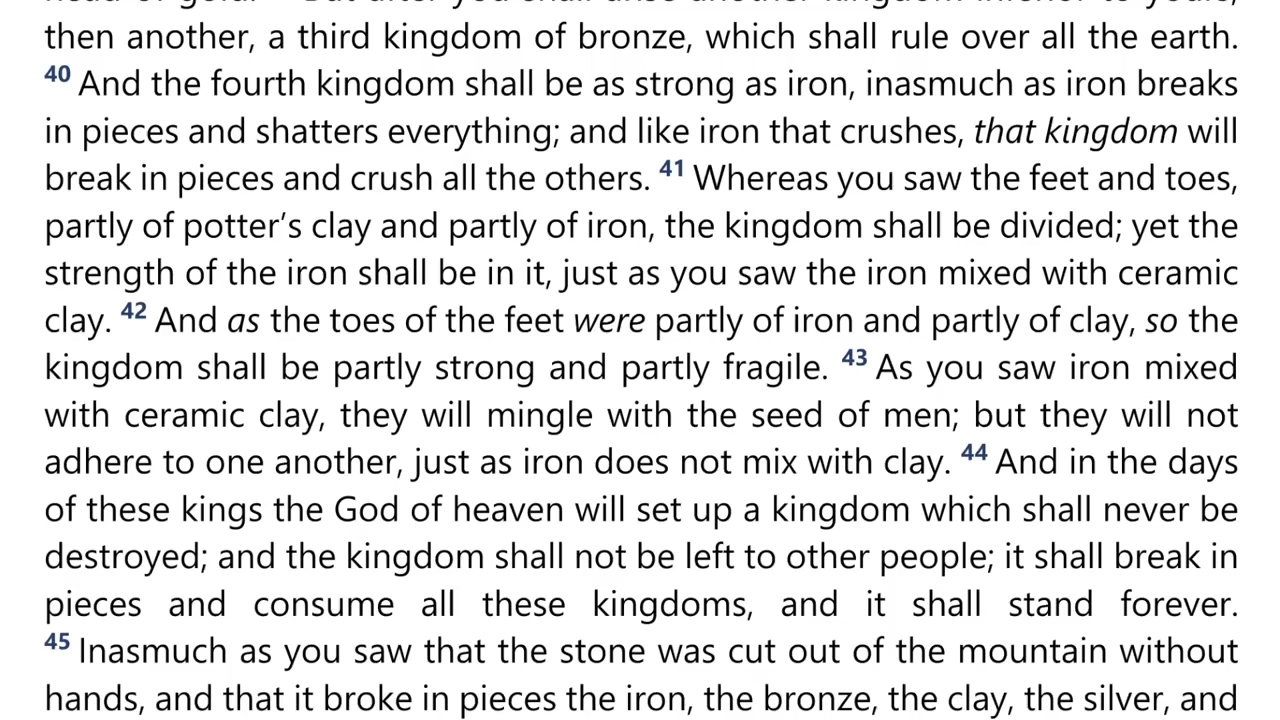 then another, a third kingdom of bronze, which shall rule over all the earth.
40 And the fourth kingdom shall be as strong as iron, inasmuch as iron breaks
in pieces and shatters everything; and like iron that crushes, that kingdom will
break in pieces and crush all the others. 41 Whereas you saw the feet and toes,
partly of potter’s clay and partly of iron, the kingdom shall be divided; yet the
strength of the iron shall be in it, just as you saw the iron mixed with ceramic
clay. 42 And as the toes of the feet were partly of iron and partly of clay, so the
kingdom shall be partly strong and partly fragile. 43 As you saw iron mixed
with ceramic clay, they will mingle with the seed of men; but they will not
adhere to one another, just as iron does not mix with clay. 44 And in the days
of these kings the God of heaven will set up a kingdom which shall never be
destroyed; and the kingdom shall not be left to other people; it shall break in
pieces and consume all these kingdoms, and it shall stand forever.
45 Inasmuch as you saw that the stone was cut out of the mountain without
hands, and that it broke in pieces the iron, the bronze, the clay, the silver, and